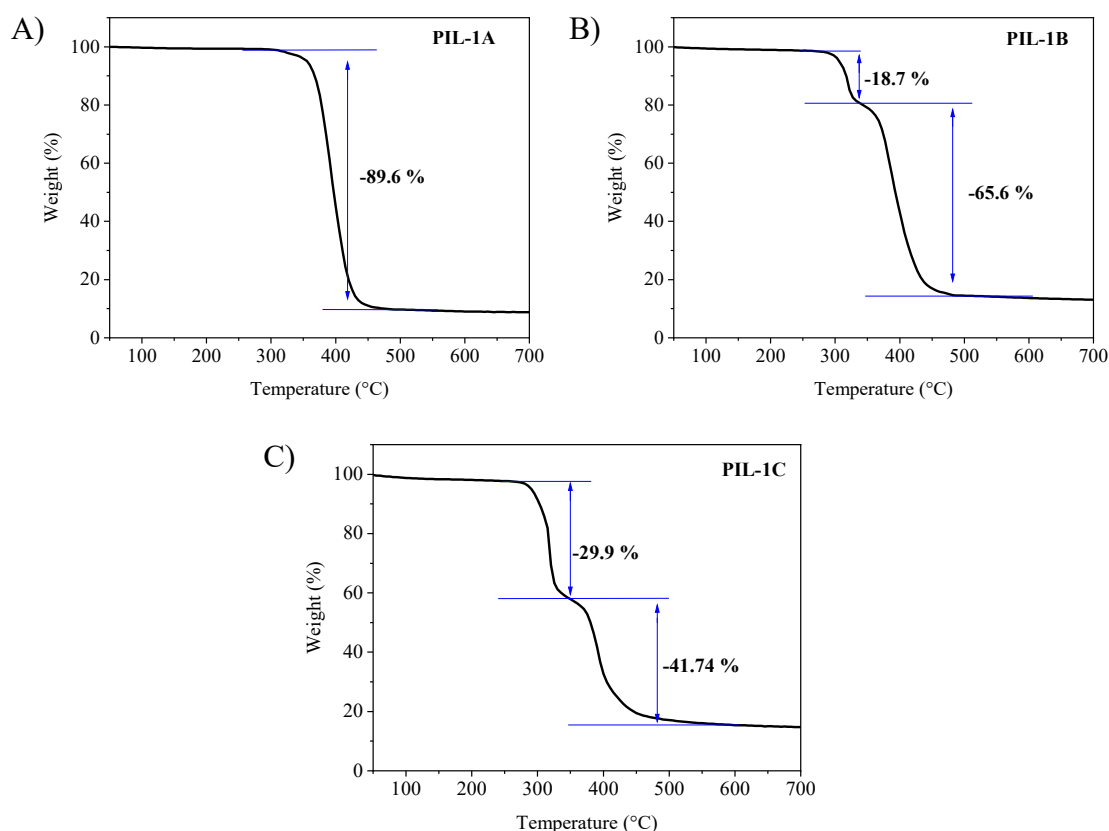 A)
PIL-1A
100
80
60
40
20
0
Weight (%)
-89.6 %
100 200 300 400 500 600 700
Temperature (°C)
B)
PIL-1B
100
80
60
40
20
0
Weight (%)
-18.7 %
-65.6 %
100 200 300 400 500 600 700
Temperature (°C)
C)
PIL-1C
100
80
60
40
20
0
Weight (%)
-29.9 %
-41.74 %
100 200 300 400 500 600 700
Temperature (°C)